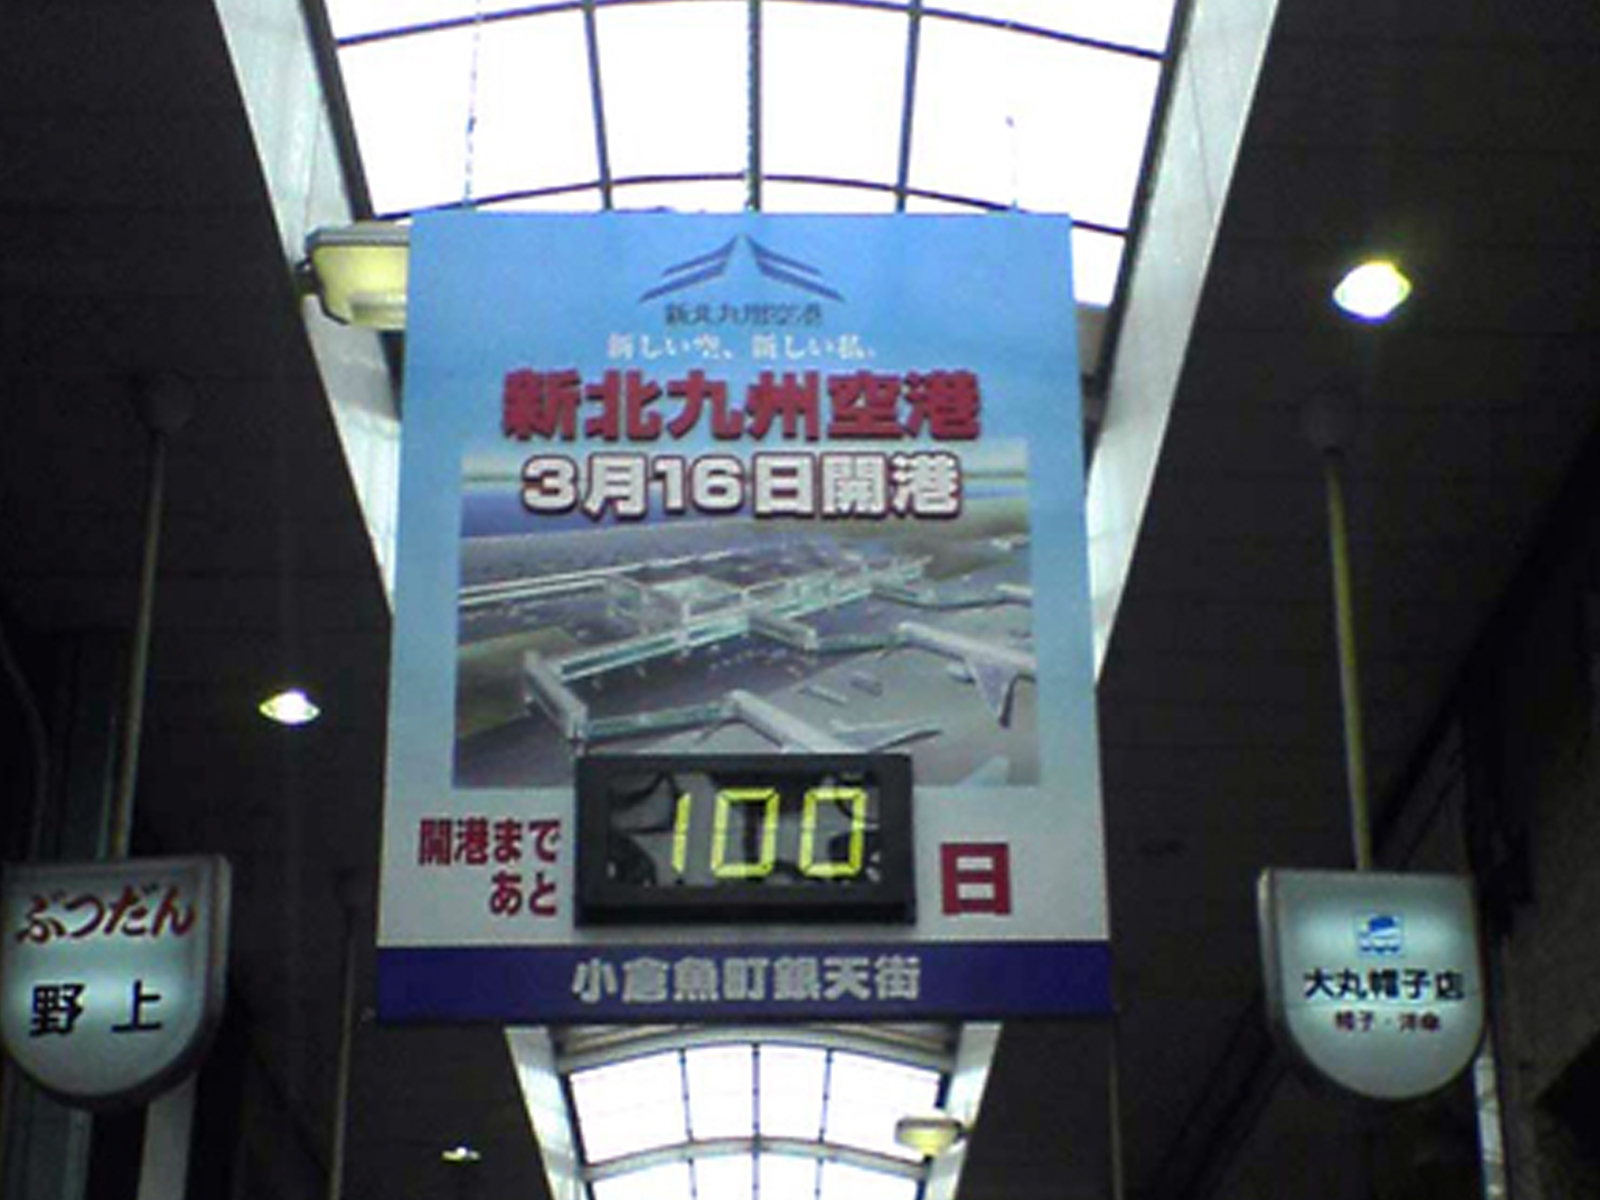 新北九州空港
新しい空、新しい私。
新北九州空港
3月16日開港
開港まで
あと
100
日
小倉魚町銀天街
ぶつだん
野上
大丸帽子店
帽子・洋傘